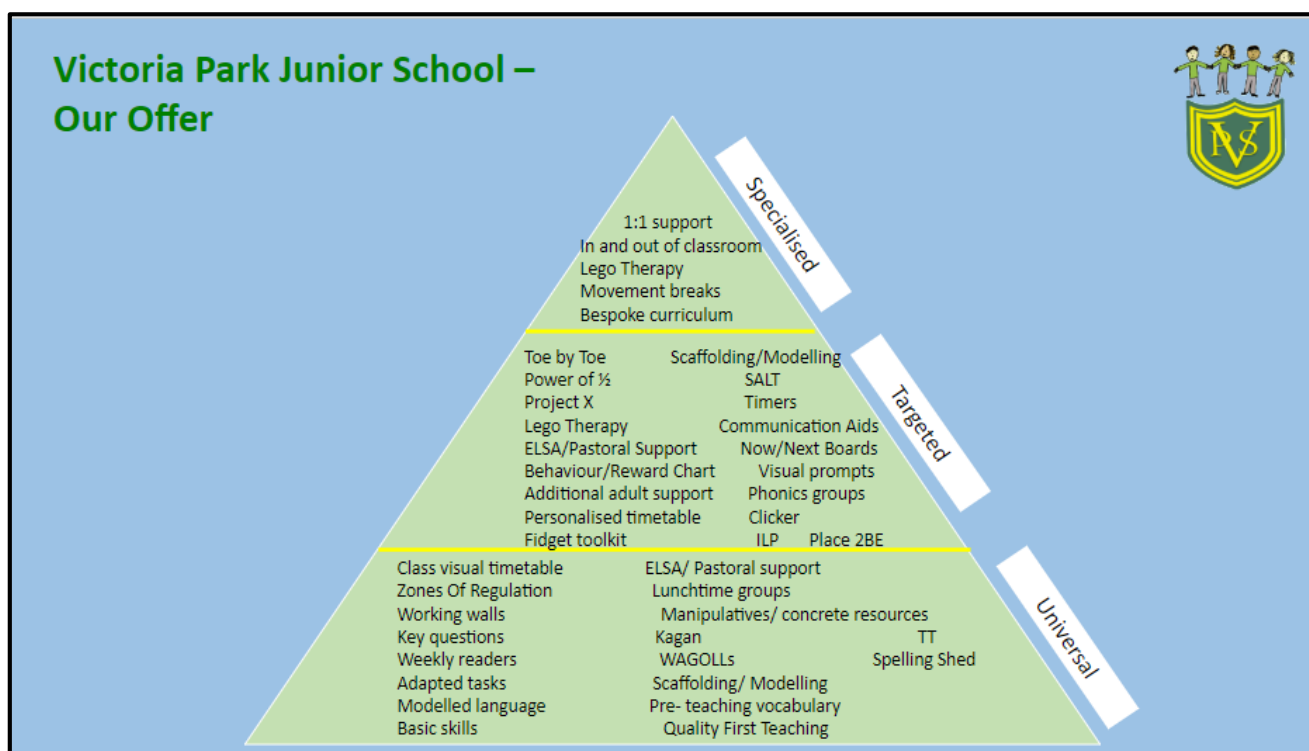 Victoria Park Junior School –
Our Offer
VPS
Specialised
1:1 support
In and out of classroom
Lego Therapy
Movement breaks
Bespoke curriculum
Targeted
Toe by Toe Scaffolding/Modelling
Power of ½ SALT
Project X Timers
Lego Therapy Communication Aids
ELSA/Pastoral Support Now/Next Boards
Behaviour/Reward Chart Visual prompts
Additional adult support Phonics groups
Personalised timetable Clicker
Fidget toolkit ILP Place 2BE
Universal
Class visual timetable ELSA/ Pastoral support
Zones Of Regulation Lunchtime groups
Working walls Manipulatives/ concrete resources
Key questions Kagan TT
Weekly readers WAGOLLs Spelling Shed
Adapted tasks Scaffolding/ Modelling
Modelled language Pre- teaching vocabulary
Basic skills Quality First Teaching